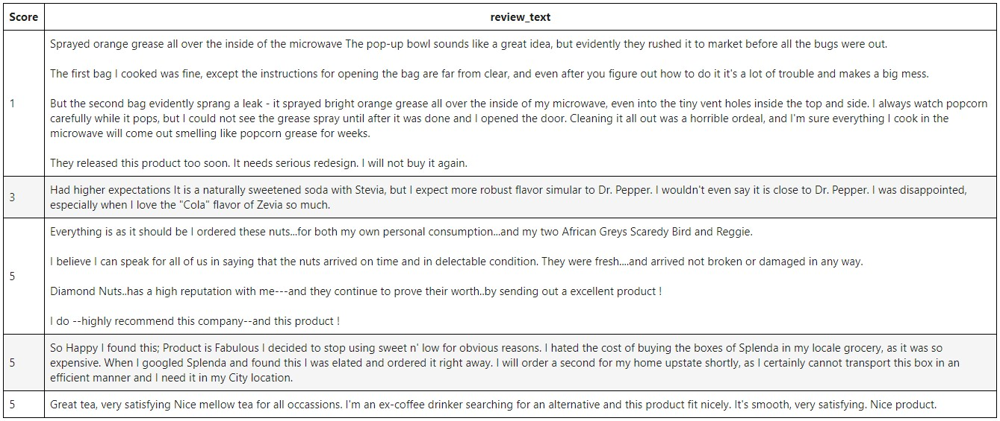 Score
review_text
1
Sprayed orange grease all over the inside of the microwave The pop-up bowl sounds like a great idea, but evidently they rushed it to market before all the bugs were out.
The first bag I cooked was fine, except the instructions for opening the bag are far from clear, and even after you figure out how to do it it's a lot of trouble and makes a big mess.
But the second bag evidently sprang a leak - it sprayed bright orange grease all over the inside of my microwave, even into the tiny vent holes inside the top and side. I always watch popcorn
carefully while it pops, but I could not see the grease spray until after it was done and I opened the door. Cleaning it all out was a horrible ordeal, and I'm sure everything I cook in the
microwave will come out smelling like popcorn grease for weeks.
They released this product too soon. It needs serious redesign. I will not buy it again.
3
Had higher expectations It is a naturally sweetened soda with Stevia, but I expect more robust flavor simular to Dr. Pepper. I wouldn't even say it is close to Dr. Pepper. I was disappointed,
especially when I love the "Cola" flavor of Zevia so much.
5
Everything is as it should be I ordered these nuts...for both my own personal consumption...and my two African Greys Scaredy Bird and Reggie.
I believe I can speak for all of us in saying that the nuts arrived on time and in delectable condition. They were fresh....and arrived not broken or damaged in any way.
Diamond Nuts..has a high reputation with me---and they continue to prove their worth..by sending out a excellent product !
I do --highly recommend this company--and this product !
5
So Happy I found this; Product is Fabulous I decided to stop using sweet n' low for obvious reasons. I hated the cost of buying the boxes of Splenda in my locale grocery, as it was so
expensive. When I googled Splenda and found this I was elated and ordered it right away. I will order a second for my home upstate shortly, as I certainly cannot transport this box in an
efficient manner and I need it in my City location.
5
Great tea, very satisfying Nice mellow tea for all occassions. I'm an ex-coffee drinker searching for an alternative and this product fit nicely. It's smooth, very satisfying. Nice product.